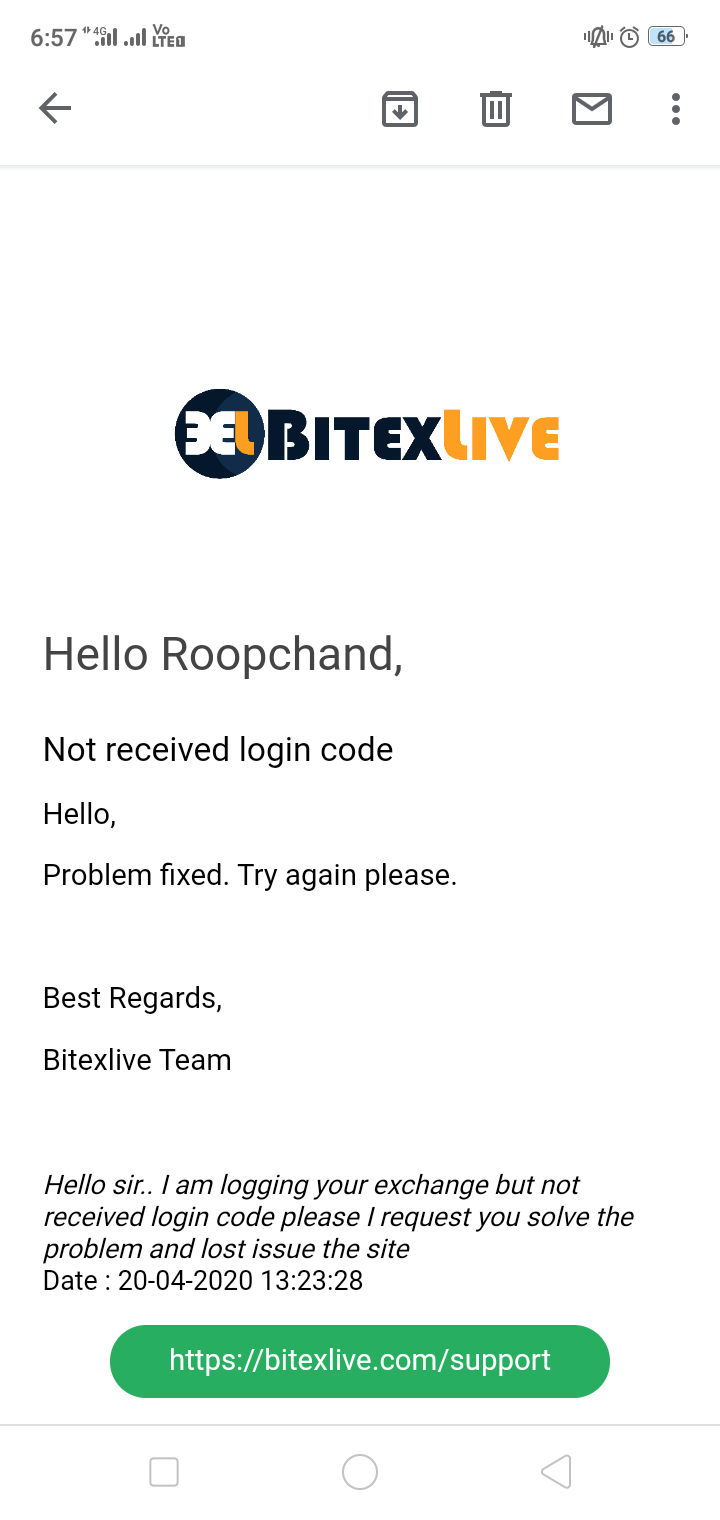 6:57 4G Vo LTE 66
BEL BITEXLIVE
Hello Roopchand,
Not received login code
Hello,
Problem fixed. Try again please.
Best Regards,
Bitexlive Team
Hello sir.. I am logging your exchange but not
received login code please I request you solve the
problem and lost issue the site
Date : 20-04-2020 13:23:28
https://bitexlive.com/support